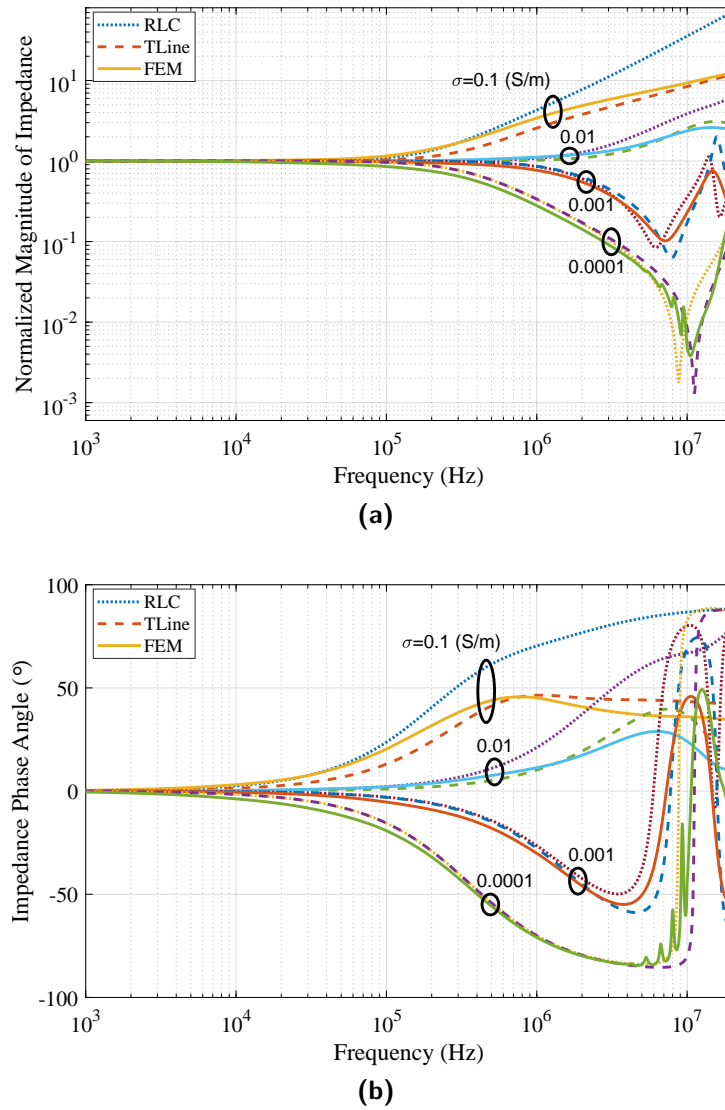 RLC
TLine
FEM
σ=0.1 (S/m)
0.01
0.001
0.0001
10^1
10^0
10^-1
10^-2
10^-3
Normalized Magnitude of Impedance
10^3 10^4 10^5 10^6 10^7
Frequency (Hz)
(a)
100
50
0
-50
-100
Impedance Phase Angle (°)
RLC
TLine
FEM
σ=0.1 (S/m)
0.01
0.001
0.0001
10^3 10^4 10^5 10^6 10^7
Frequency (Hz)
(b)